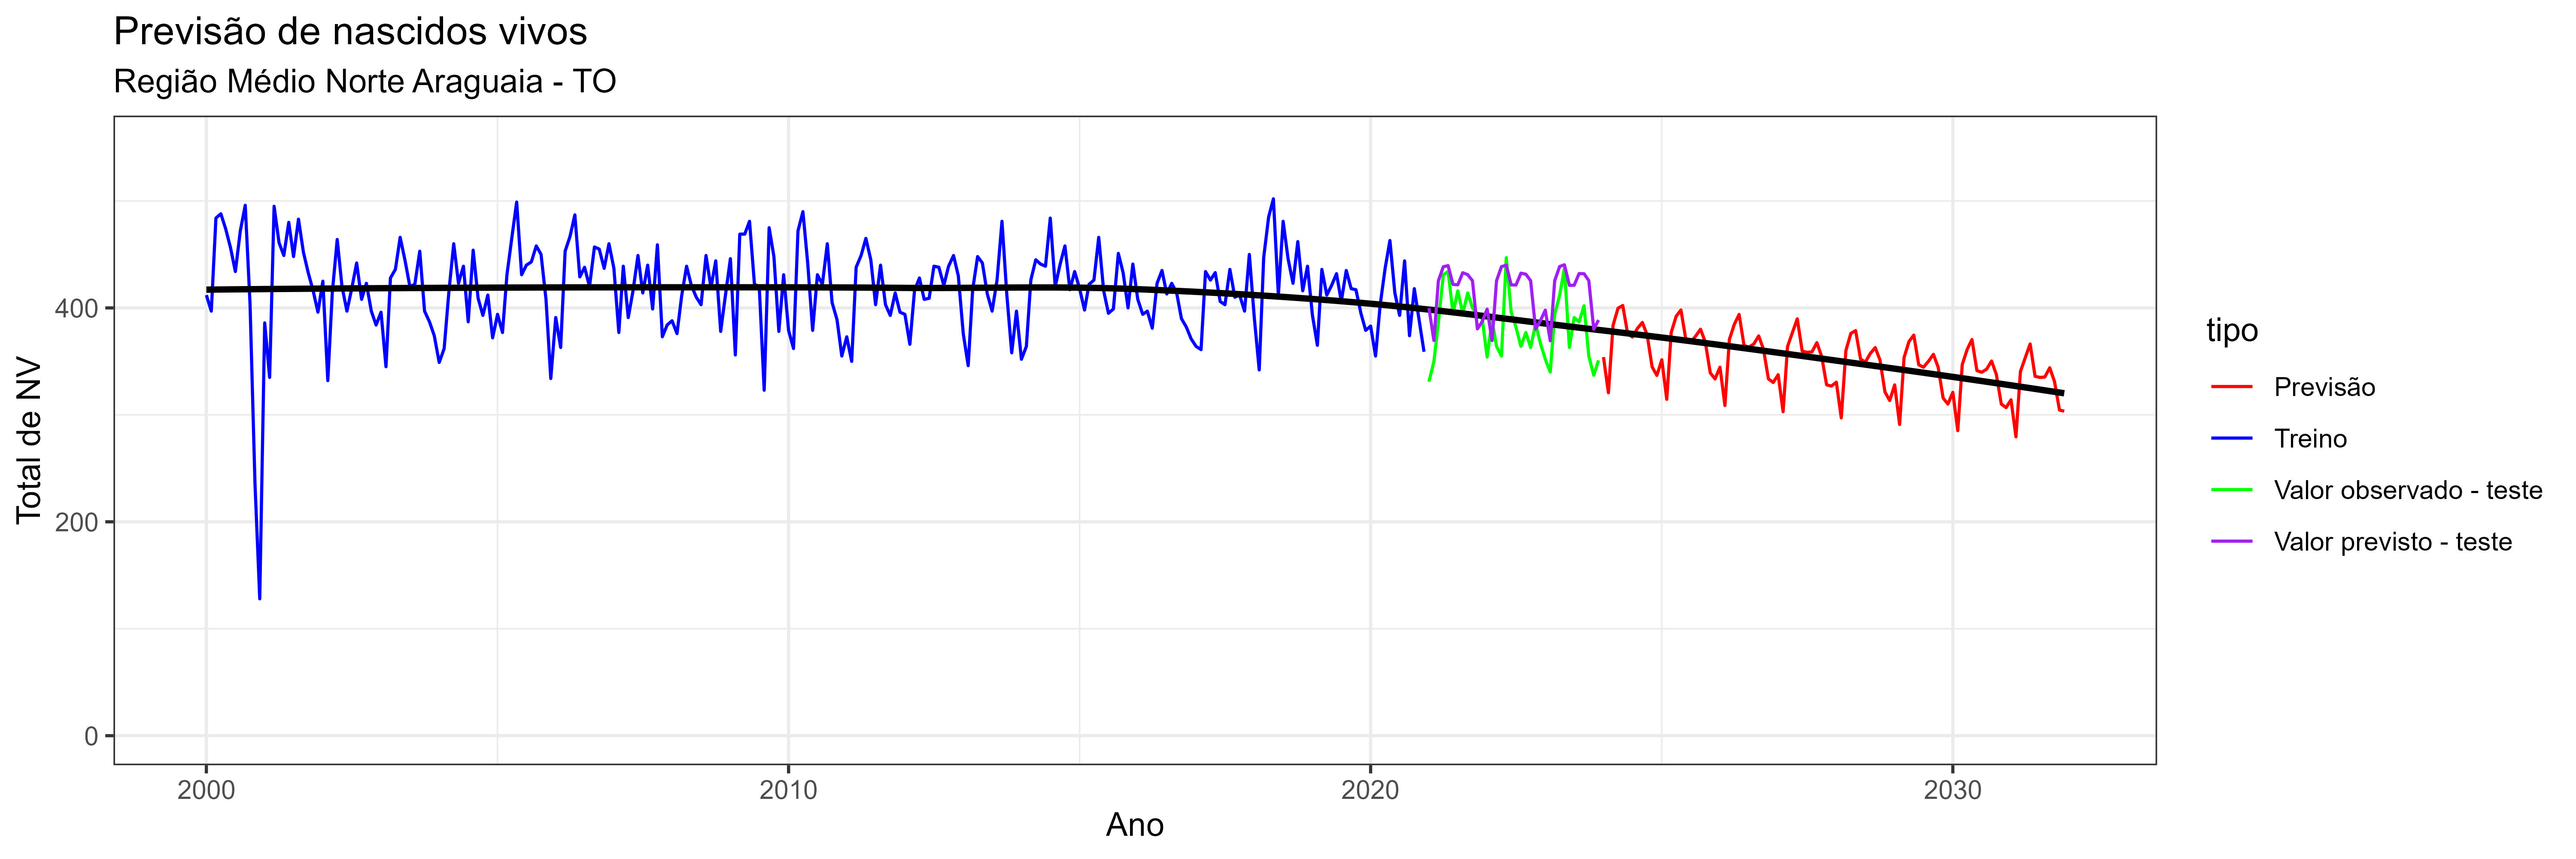 Previsão de nascidos vivos
Região Médio Norte Araguaia - TO
Total de NV
400
200
0
2000
2010
2020
2030
Ano
tipo
Previsão
Treino
Valor observado - teste
Valor previsto - teste